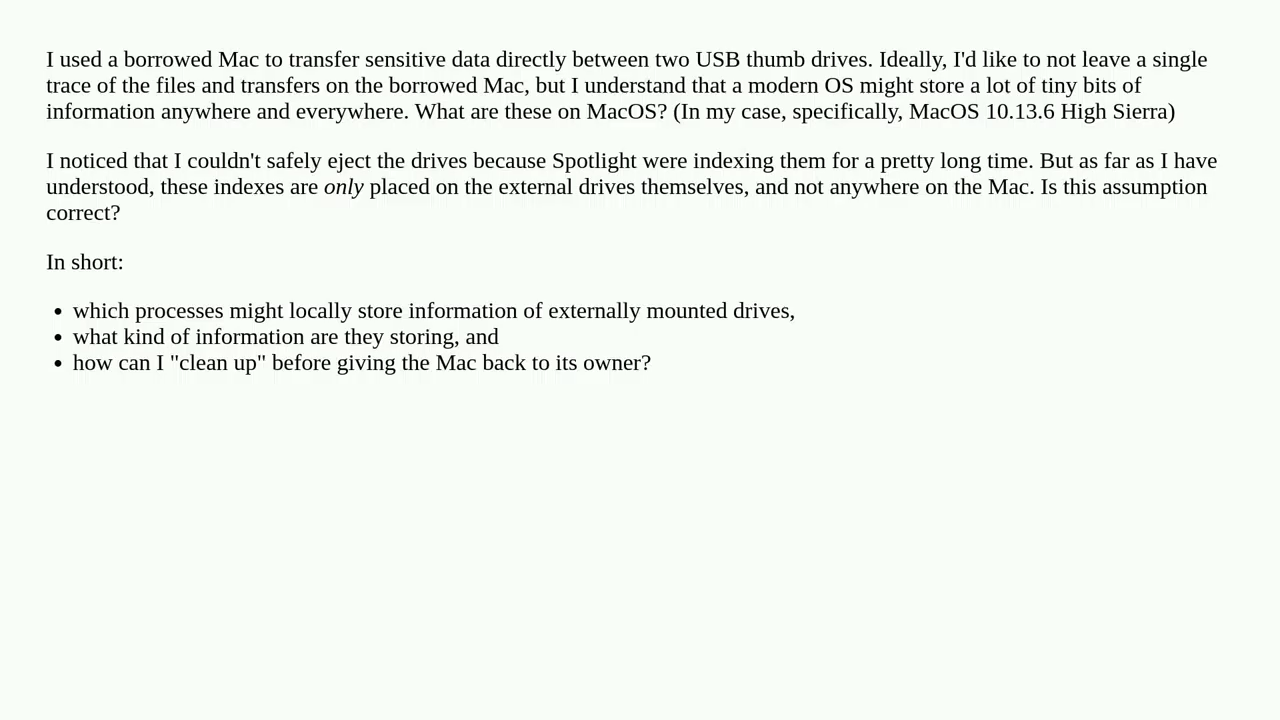 I used a borrowed Mac to transfer sensitive data directly between two USB thumb drives. Ideally, I'd like to not leave a single
trace of the files and transfers on the borrowed Mac, but I understand that a modern OS might store a lot of tiny bits of
information anywhere and everywhere. What are these on MacOS? (In my case, specifically, MacOS 10.13.6 High Sierra)
I noticed that I couldn't safely eject the drives because Spotlight were indexing them for a pretty long time. But as far as I have
understood, these indexes are only placed on the external drives themselves, and not anywhere on the Mac. Is this assumption
correct?
In short:
• which processes might locally store information of externally mounted drives,
• what kind of information are they storing, and
• how can I "clean up" before giving the Mac back to its owner?